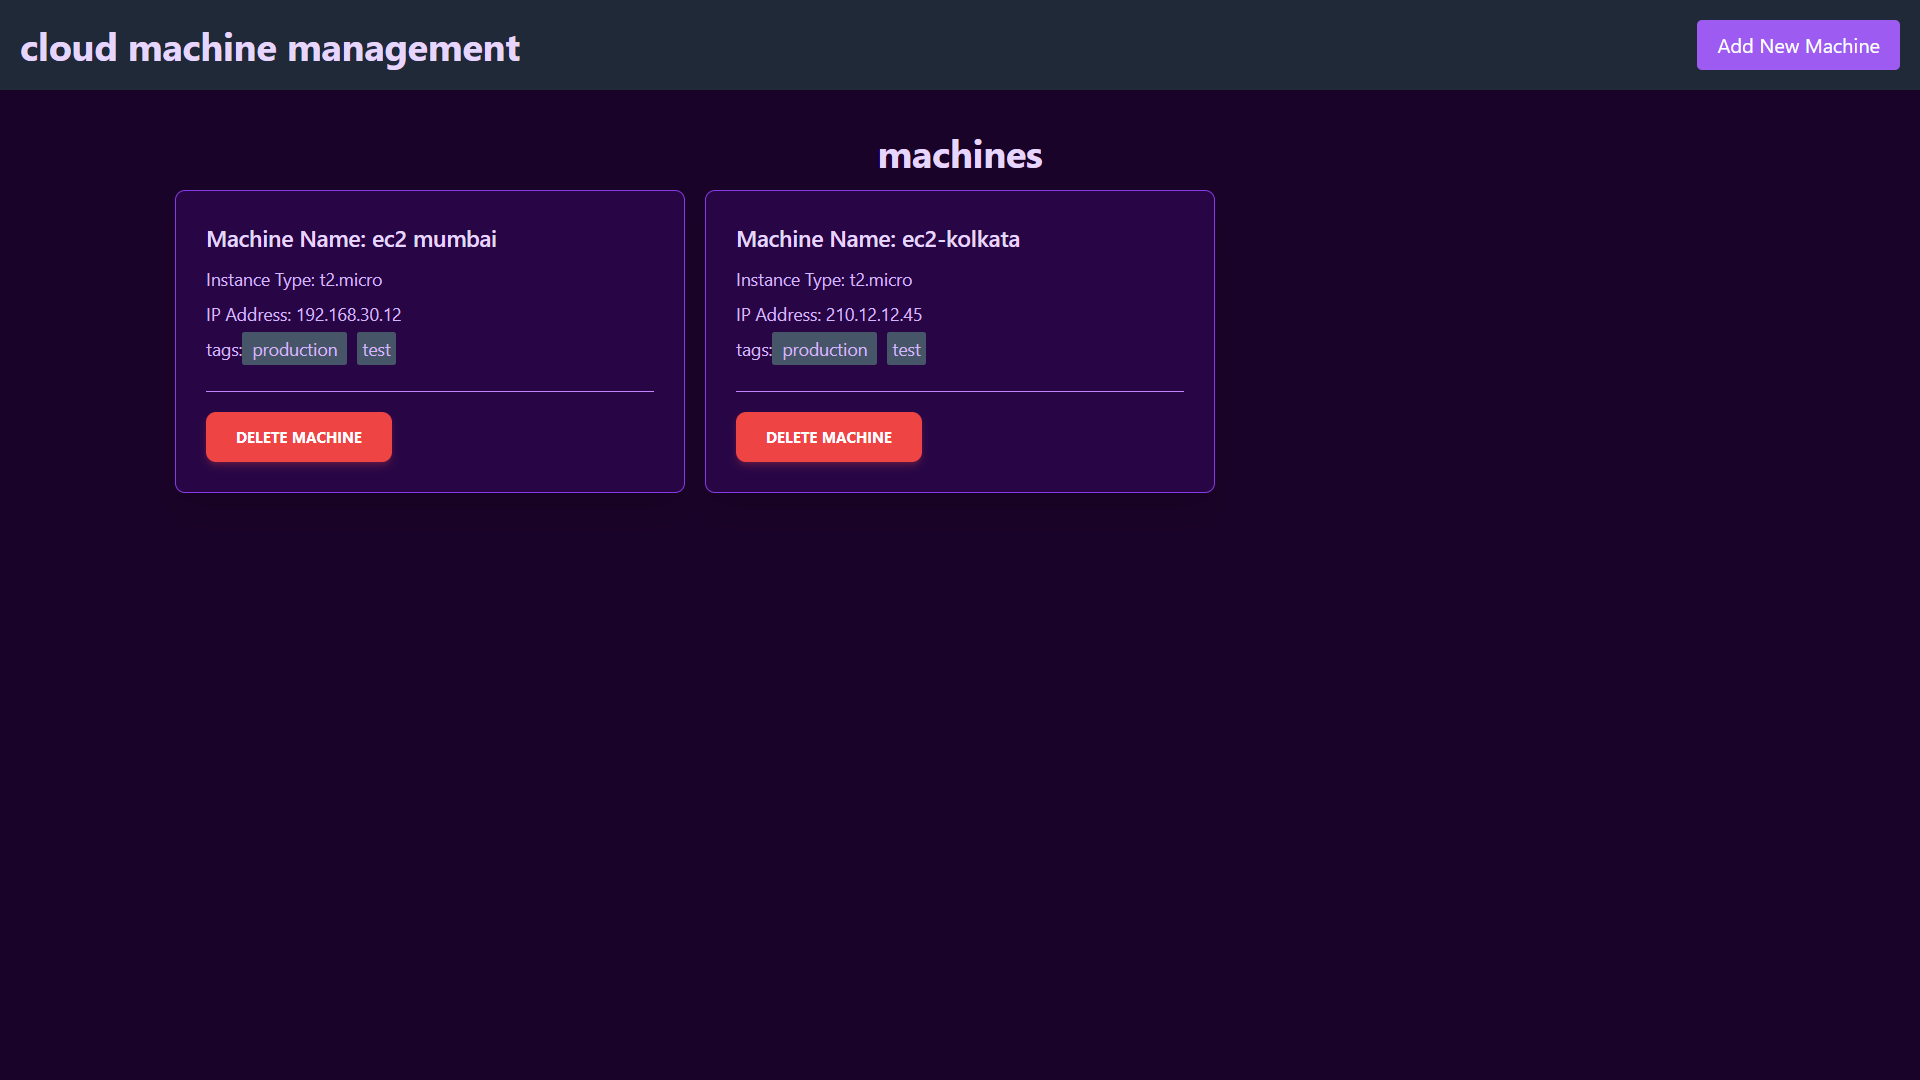 cloud machine management
Add New Machine
machines
Machine Name: ec2 mumbai
Instance Type: t2.micro
IP Address: 192.168.30.12
tags: production test
DELETE MACHINE
Machine Name: ec2-kolkata
Instance Type: t2.micro
IP Address: 210.12.12.45
tags: production test
DELETE MACHINE